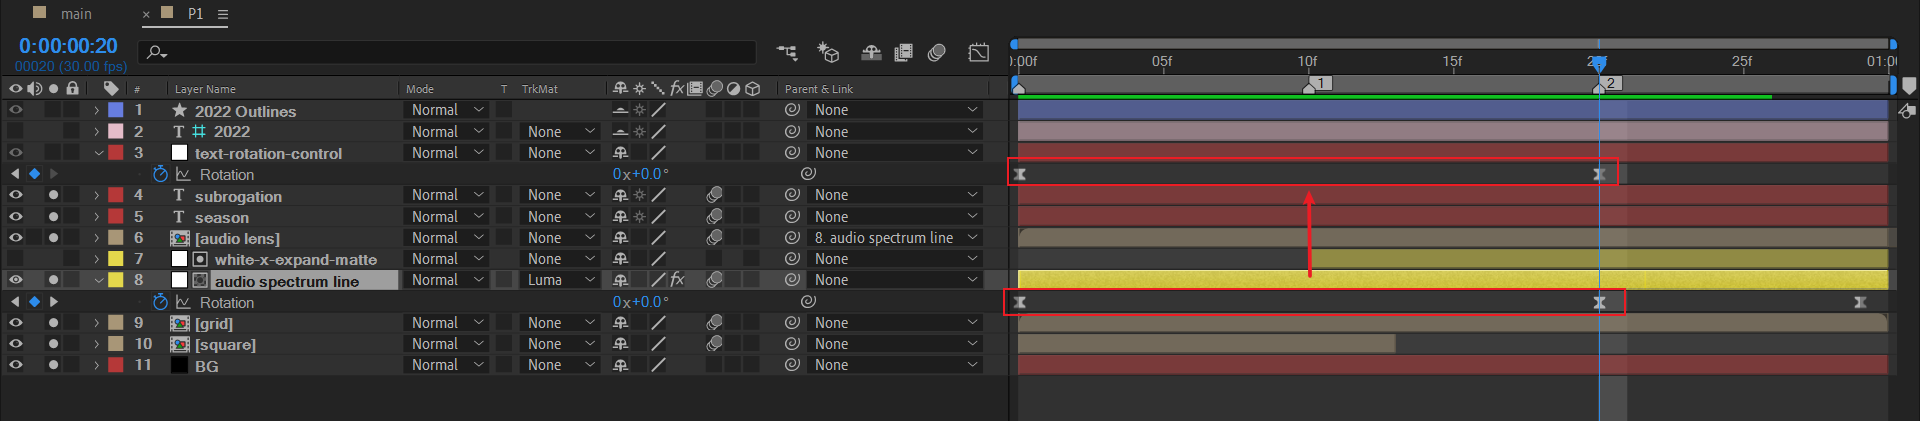 main × P1
0:00:00:20
00020 (30.00 fps)
05f 10f 15f 25f
1 2
# Layer Name Mode T TrkMat fx Parent & Link
1 2022 Outlines Normal None
2 T 2022 Normal None None
3 text-rotation-control Normal None None
Rotation 0x+0.0°
4 T subrogation Normal None None
5 T season Normal None None
6 [audio lens] Normal None 8. audio spectrum line
7 white-x-expand-matte Normal None None
8 audio spectrum line Normal Luma fx None
Rotation 0x+0.0°
9 [grid] Normal None None
10 [square] Normal None None
11 BG Normal None None